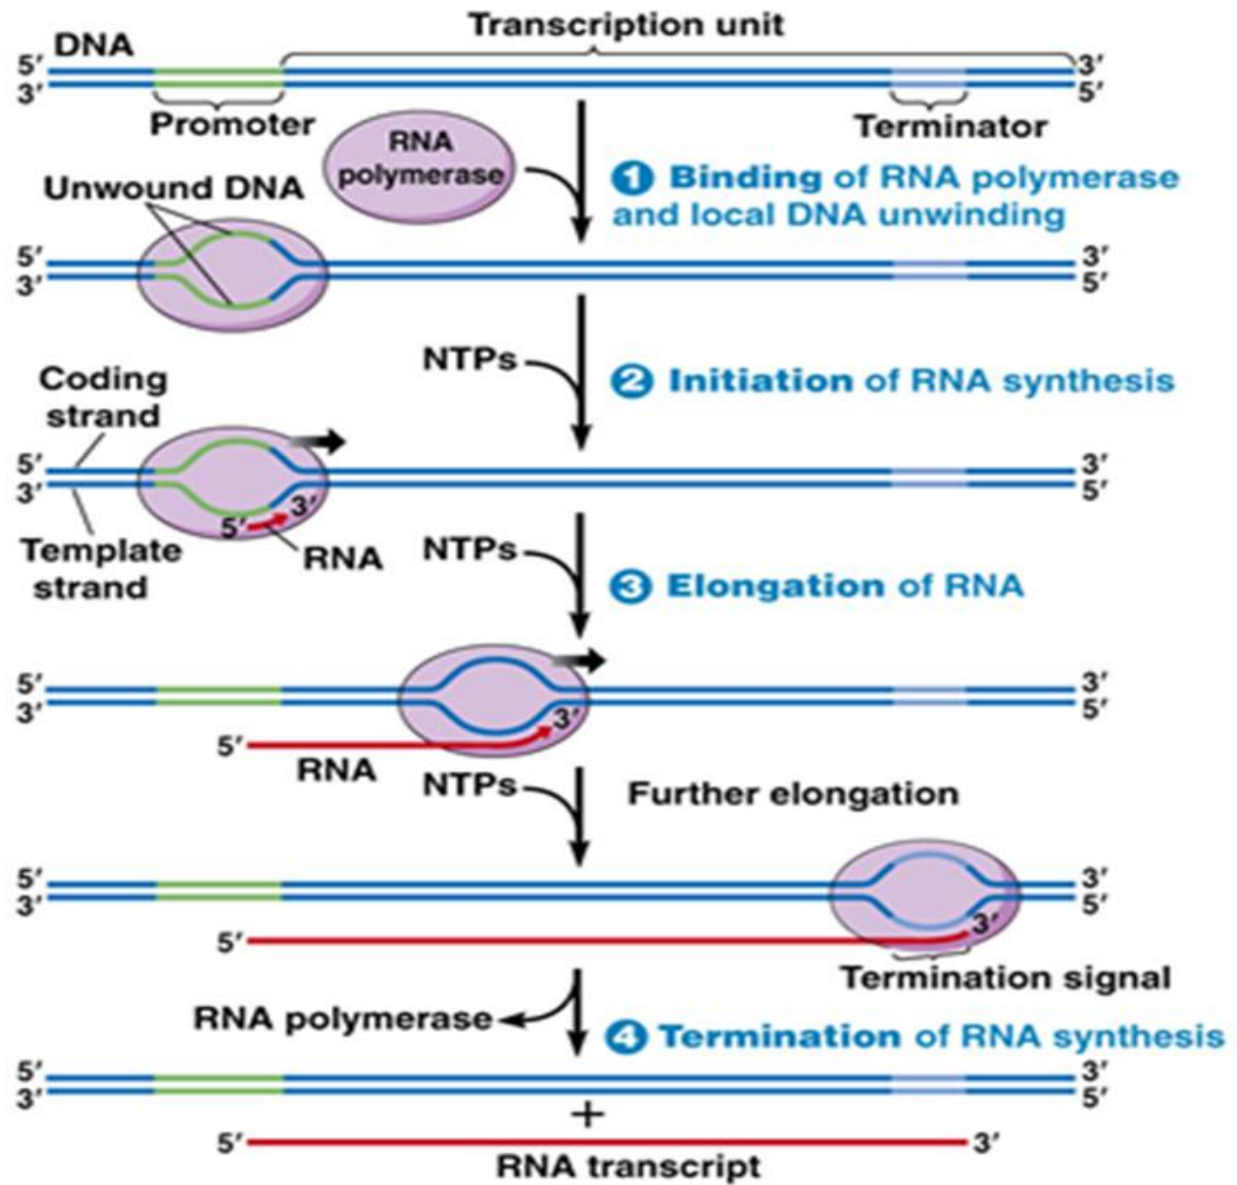 Transcription unit
DNA
5′ 3′
3′ 5′
Promoter
Terminator
RNA
polymerase
1 Binding of RNA polymerase
and local DNA unwinding
Unwound DNA
5′ 3′
3′ 5′
NTPs
2 Initiation of RNA synthesis
Coding
strand
5′ 3′
3′ 5′
5′ 3′
Template
strand
RNA
NTPs
3 Elongation of RNA
5′ 3′
3′ 5′
3′
5′
RNA
NTPs
Further elongation
5′ 3′
3′ 5′
3′
5′
Termination signal
RNA polymerase
4 Termination of RNA synthesis
5′ 3′
3′ 5′
+
5′ 3′
RNA transcript